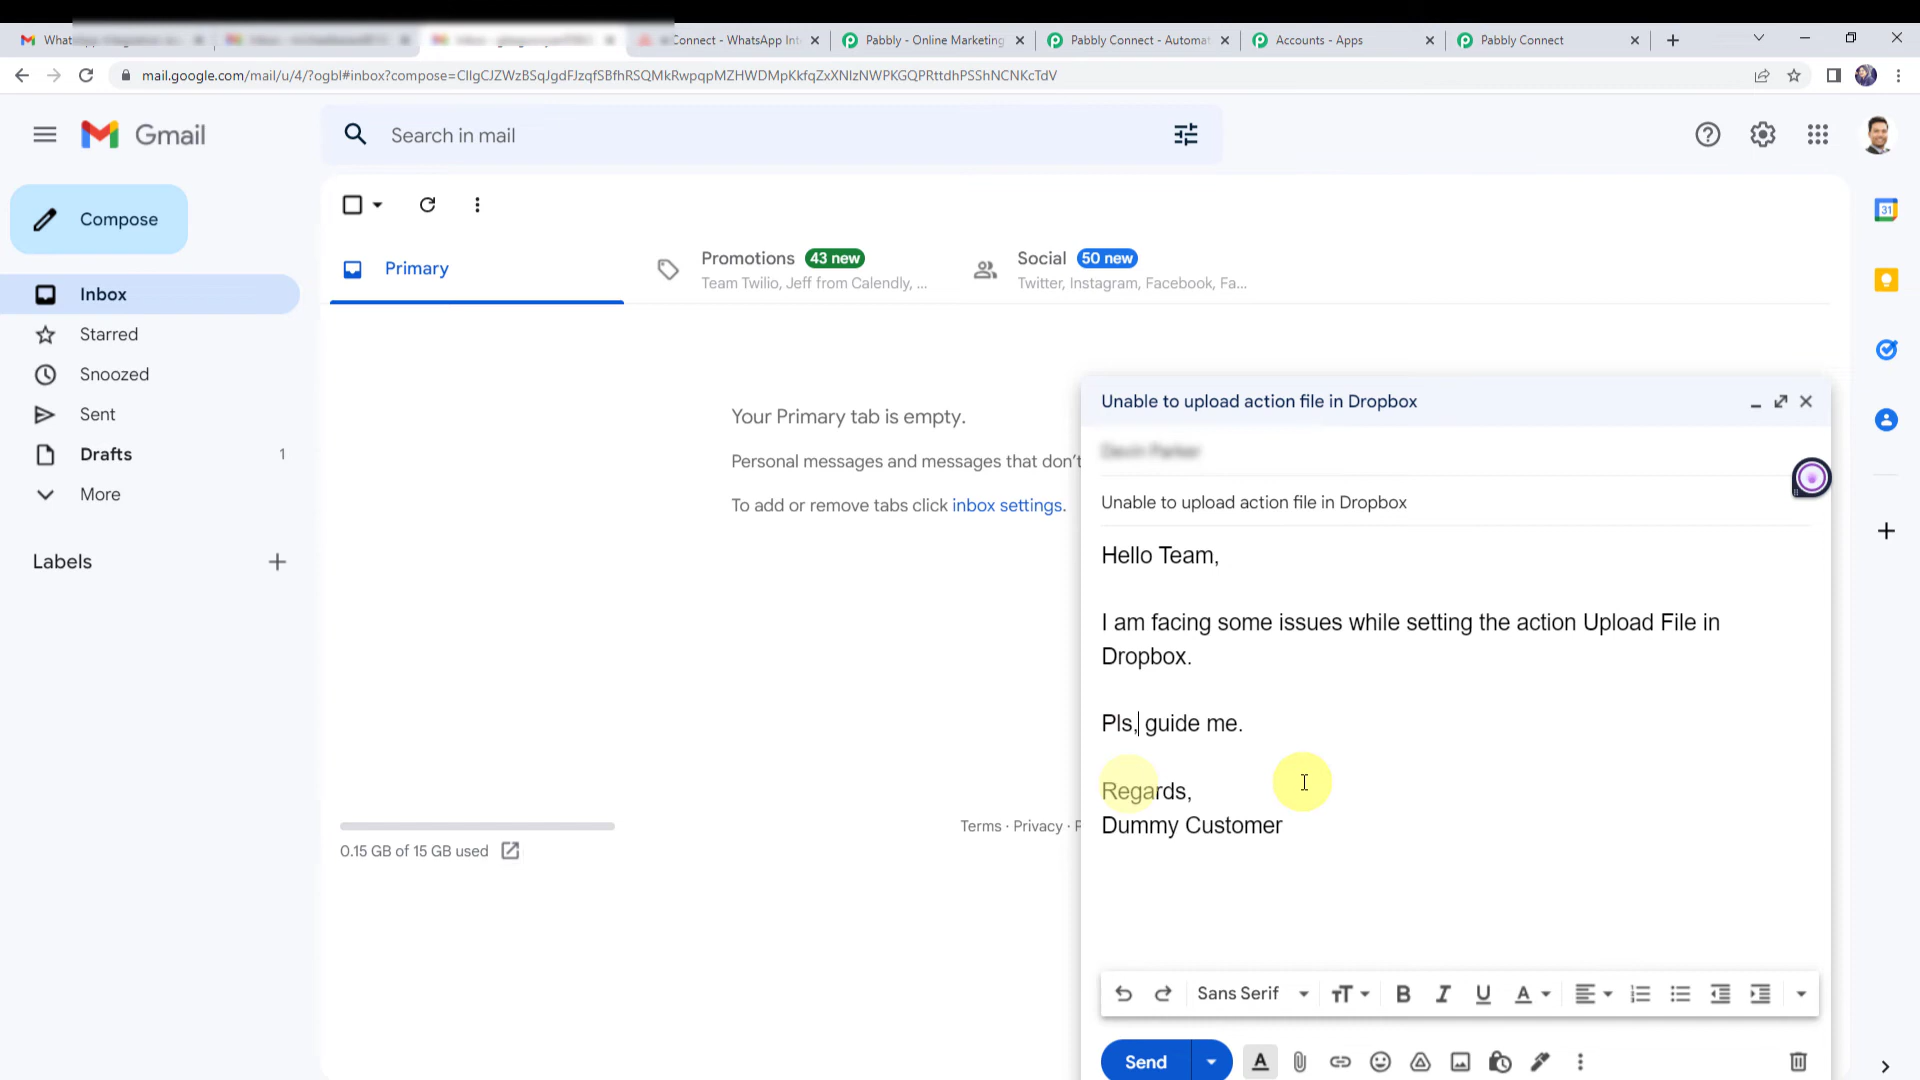 What
Connect - WhatsApp Int
Pabbly - Online Marketing
Pabbly Connect - Automat
Accounts - Apps
Pabbly Connect
mail.google.com/mail/u/4/?ogbl#inbox?compose=CllgCJZWzBSqJgdFJzqfSBfhRSQMkRwpqpMZHWDMpKkfqZxXNlzNWPKGQPRttdhPSShNCNKcTdV
Gmail
Search in mail
Compose
Inbox
Starred
Snoozed
Sent
Drafts 1
More
Labels
Primary
Promotions 43 new
Team Twilio, Jeff from Calendly, ...
Social 50 new
Twitter, Instagram, Facebook, Fa...
Your Primary tab is empty.
Personal messages and messages that don't
To add or remove tabs click inbox settings.
0.15 GB of 15 GB used
Terms · Privacy · P
31
Unable to upload action file in Dropbox
Unable to upload action file in Dropbox
Hello Team,
I am facing some issues while setting the action Upload File in
Dropbox.
Pls, guide me.
Regards,
Dummy Customer
Sans Serif
Send